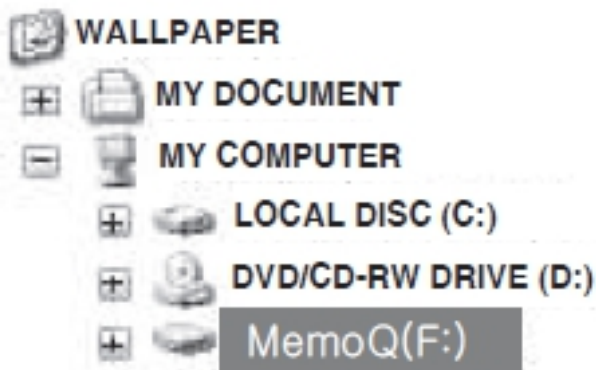 WALLPAPER
MY DOCUMENT
MY COMPUTER
LOCAL DISC (C:)
DVD/CD-RW DRIVE (D:)
MemoQ(F:)